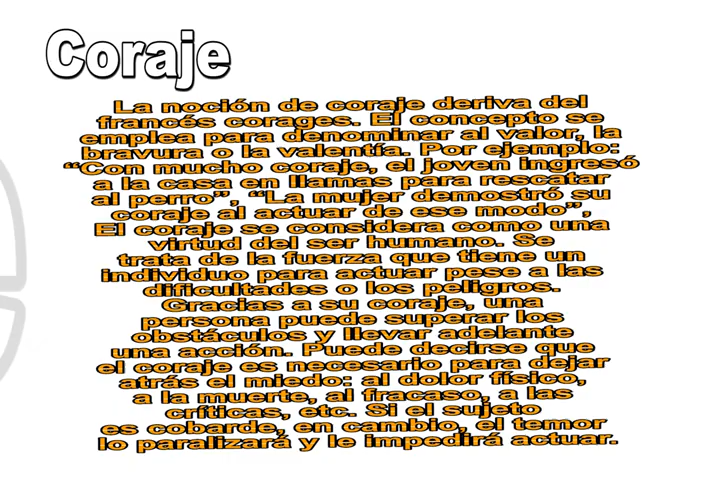 Coraje
La noción de coraje deriva del
francés corages. El concepto se
emplea para denominar al valor, la
bravura o la valentía. Por ejemplo:
“Con mucho coraje, el joven ingresó
a la casa en llamas para rescatar
al perro”, “La mujer demostró su
coraje al actuar de ese modo”,
El coraje se considera como una
virtud del ser humano. Se
trata de la fuerza que tiene un
individuo para actuar pese a las
dificultades o los peligros.
Gracias a su coraje, una
persona puede superar los
obstáculos y llevar adelante
una acción. Puede decirse que
el coraje es necesario para dejar
atrás el miedo: al dolor físico,
a la muerte, al fracaso, a las
críticas, etc. Si el sujeto
es cobarde, en cambio, el temor
lo paralizará y le impedirá actuar.